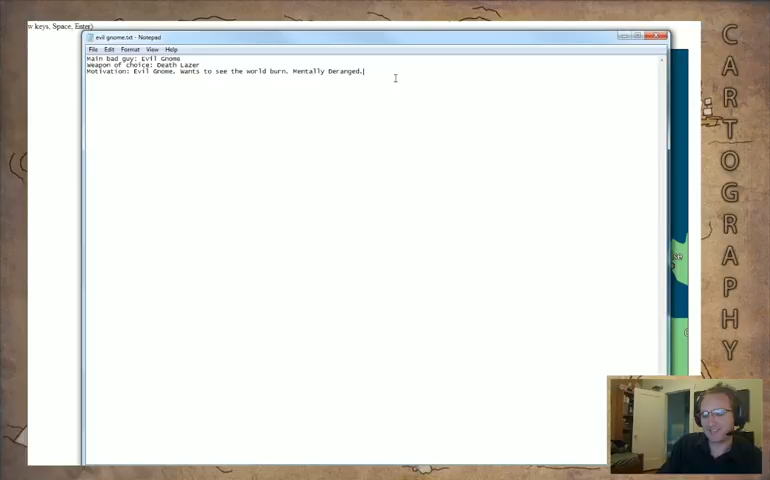 w keys, Space, Enter)
evil gnome.txt - Notepad
File Edit Format View Help
Main bad guy: Evil Gnome
Weapon of choice: Death Lazer
Motivation: Evil Gnome. Wants to see the world burn. Mentally Deranged.
CARTOGRAPHY
se